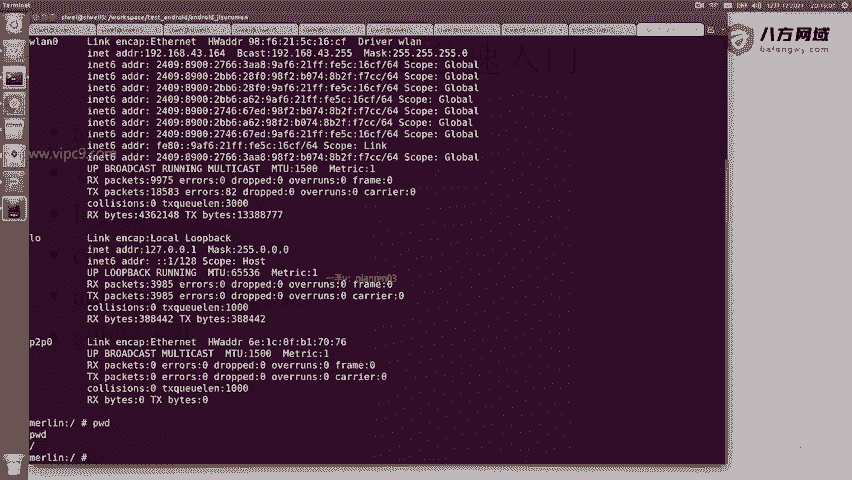 Terminal
siwei@siwei5: /workspace/test_android/android_jisurumen
八方网域
bafangwy.com
入门
wlan0     Link encap:Ethernet  HWaddr 98:f6:21:5c:16:cf  Driver wlan
inet addr:192.168.43.164  Bcast:192.168.43.255  Mask:255.255.255.0
inet6 addr: 2409:8900:2766:3aa8:9af6:21ff:fe5c:16cf/64 Scope: Global
inet6 addr: 2409:8900:2bb6:28f0:98f2:b074:8b2f:f7cc/64 Scope: Global
inet6 addr: 2409:8900:2bb6:28f0:9af6:21ff:fe5c:16cf/64 Scope: Global
inet6 addr: 2409:8900:2bb6:a62:9af6:21ff:fe5c:16cf/64 Scope: Global
inet6 addr: 2409:8900:2746:67ed:98f2:b074:8b2f:f7cc/64 Scope: Global
inet6 addr: 2409:8900:2bb6:a62:98f2:b074:8b2f:f7cc/64 Scope: Global
inet6 addr: 2409:8900:2746:67ed:9af6:21ff:fe5c:16cf/64 Scope: Global
inet6 addr: fe80::9af6:21ff:fe5c:16cf/64 Scope: Link
inet6 addr: 2409:8900:2766:3aa8:98f2:b074:8b2f:f7cc/64 Scope: Global
www.vipc9.com
UP BROADCAST RUNNING MULTICAST  MTU:1500  Metric:1
RX packets:9975 errors:0 dropped:0 overruns:0 frame:0
TX packets:18583 errors:82 dropped:0 overruns:0 carrier:0
collisions:0 txqueuelen:3000
RX bytes:4362148 TX bytes:13388777
lo        Link encap:Local Loopback
inet addr:127.0.0.1  Mask:255.0.0.0
inet6 addr: ::1/128 Scope: Host
UP LOOPBACK RUNNING  MTU:65536  Metric:1
RX packets:3985 errors:0 dropped:0 overruns:0 frame:0
TX packets:3985 errors:0 dropped:0 overruns:0 carrier:0
collisions:0 txqueuelen:1000
RX bytes:388442 TX bytes:388442
p2p0      Link encap:Ethernet  HWaddr 6e:1c:0f:b1:70:76
UP BROADCAST MULTICAST  MTU:1500  Metric:1
RX packets:0 errors:0 dropped:0 overruns:0 frame:0
TX packets:0 errors:0 dropped:0 overruns:0 carrier:0
collisions:0 txqueuelen:1000
RX bytes:0 TX bytes:0
merlin:/ # pwd
pwd
/
merlin:/ #